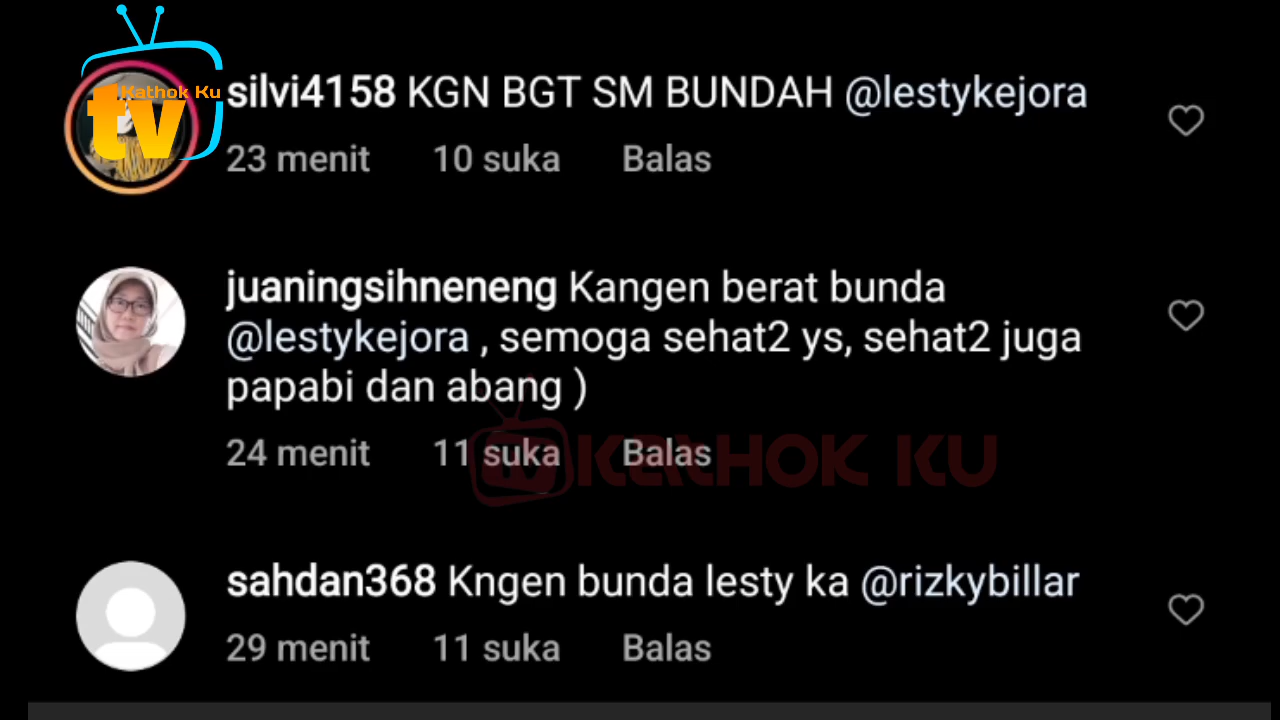 Kathok Ku
tv
silvi4158 KGN BGT SM BUNDAH @lestykejora
23 menit 10 suka Balas
juaningsihneneng Kangen berat bunda
@lestykejora , semoga sehat2 ys, sehat2 juga
papabi dan abang )
24 menit 11 suka Balas
tv KatHOK KU
sahdan368 Kngen bunda lesty ka @rizkybillar
29 menit 11 suka Balas